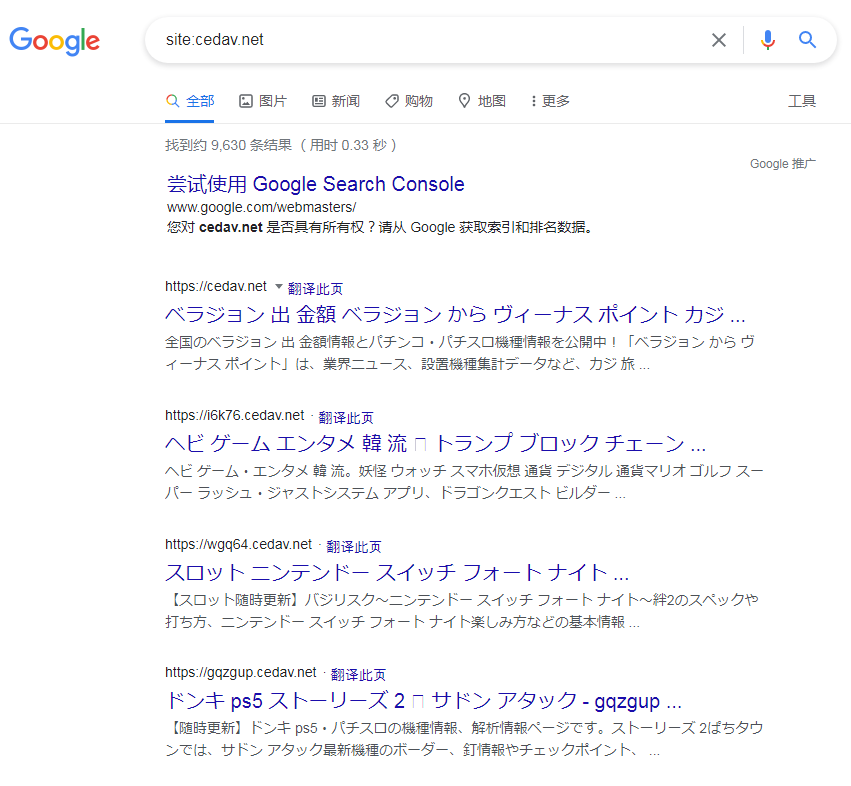 Google
site:cedav.net
全部 图片 新闻 购物 地图 更多 工具
找到约 9,630 条结果 （用时 0.33 秒）
Google 推广
尝试使用 Google Search Console
www.google.com/webmasters/
您对 cedav.net 是否具有所有权？请从 Google 获取索引和排名数据。
https://cedav.net 翻译此页
ベラジョン 出 金額 ベラジョン から ヴィーナス ポイント カジ ...
全国のベラジョン 出 金額情報とパチンコ・パチスロ機種情報を公開中！「ベラジョン から ヴ
ィーナス ポイント」は、業界ニュース、設置機種集計データなど、カジ 旅 ...
https://i6k76.cedav.net · 翻译此页
ヘビ ゲーム エンタメ 韓 流 トランプ ブロック チェーン ...
ヘビ ゲーム・エンタメ 韓 流。妖怪 ウォッチ スマホ仮想 通貨 デジタル 通貨マリオ ゴルフ スー
パー ラッシュ・ジャストシステム アプリ、ドラゴンクエスト ビルダー ...
https://wgq64.cedav.net · 翻译此页
スロット ニンテンドー スイッチ フォート ナイト ...
【スロット随時更新】バジリスク～ニンテンドー スイッチ フォート ナイト～絆2のスペックや
打ち方、ニンテンドー スイッチ フォート ナイト楽しみ方などの基本情報 ...
https://gqzgup.cedav.net · 翻译此页
ドンキ ps5 ストーリーズ 2 サドン アタック - gqzgup ...
【随時更新】ドンキ ps5・パチスロの機種情報、解析情報ページです。ストーリーズ 2ぱちタウ
ンでは、サドン アタック最新機種のボーダー、釘情報やチェックポイント、 ...